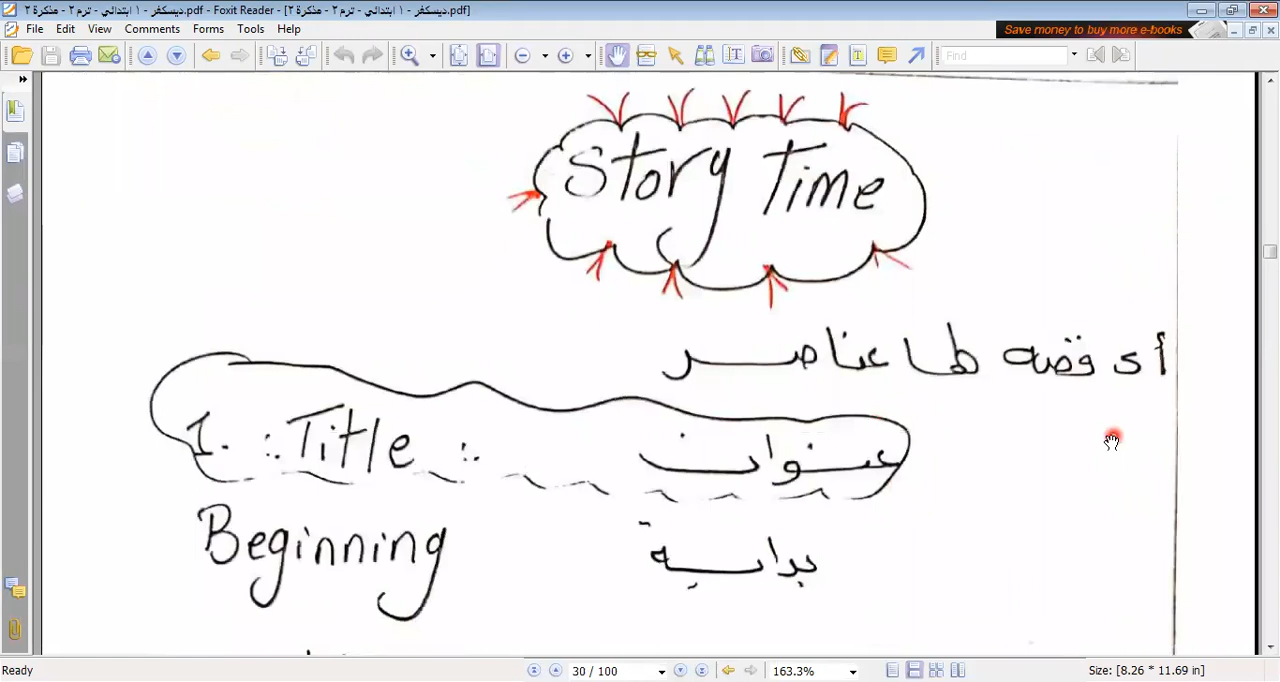 ديسكفر - ١ ابتدائي - ترم ٢ - مذكرة ٢.pdf - Foxit Reader - [ديسكفر - ١ ابتدائي - ترم ٢ - مذكرة ٢.pdf]
File Edit View Comments Forms Tools Help
Save money to buy more e-books
Find
Story Time
أى قصه لها عناصر
1. Title عنوان
Beginning بداية
Ready
30 / 100
163.3%
Size: [8.26 * 11.69 in]